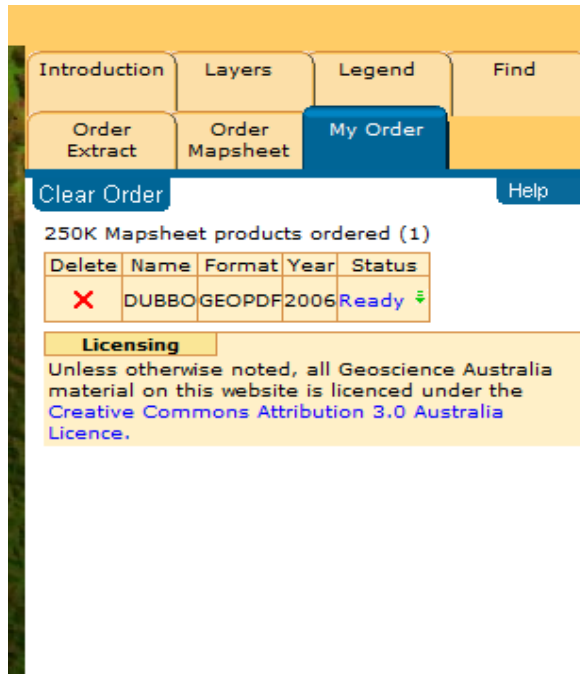 Introduction Layers Legend Find
Order Extract Order Mapsheet My Order
Clear Order Help
250K Mapsheet products ordered (1)
Delete Name Format Year Status
DUBBO GEOPDF 2006 Ready
Licensing
Unless otherwise noted, all Geoscience Australia
material on this website is licenced under the
Creative Commons Attribution 3.0 Australia
Licence.